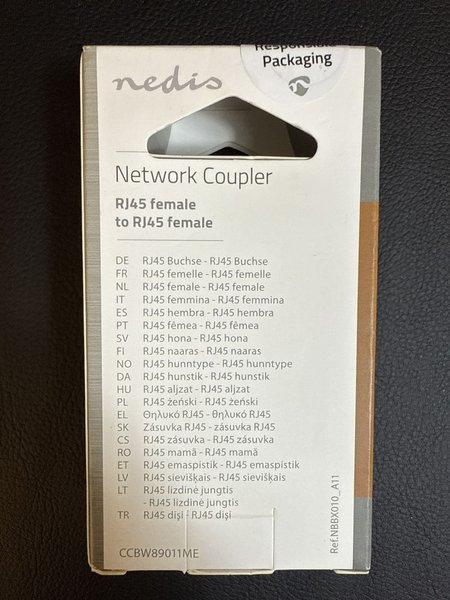 nedis
Responsible
Packaging
Network Coupler
RJ45 female
to RJ45 female
DE RJ45 Buchse - RJ45 Buchse
FR RJ45 femelle - RJ45 femelle
NL RJ45 female - RJ45 female
IT RJ45 femmina - RJ45 femmina
ES RJ45 hembra - RJ45 hembra
PT RJ45 fêmea - RJ45 fêmea
SV RJ45 hona - RJ45 hona
FI RJ45 naaras - RJ45 naaras
NO RJ45 hunntype - RJ45 hunntype
DA RJ45 hunstik - RJ45 hunstik
HU RJ45 aljzat - RJ45 aljzat
PL RJ45 żeński - RJ45 żeński
EL Θηλυκό RJ45 - θηλυκό RJ45
SK Zásuvka RJ45 - zásuvka RJ45
CS RJ45 zásuvka - RJ45 zásuvka
RO RJ45 mamă - RJ45 mamă
ET RJ45 emaspistik - RJ45 emaspistik
LV RJ45 sievišķais - RJ45 sievišķais
LT RJ45 lizdinė jungtis
- RJ45 lizdinė jungtis
TR RJ45 dişi - RJ45 dişi
CCBW89011ME
Ref.NBBX010_A11